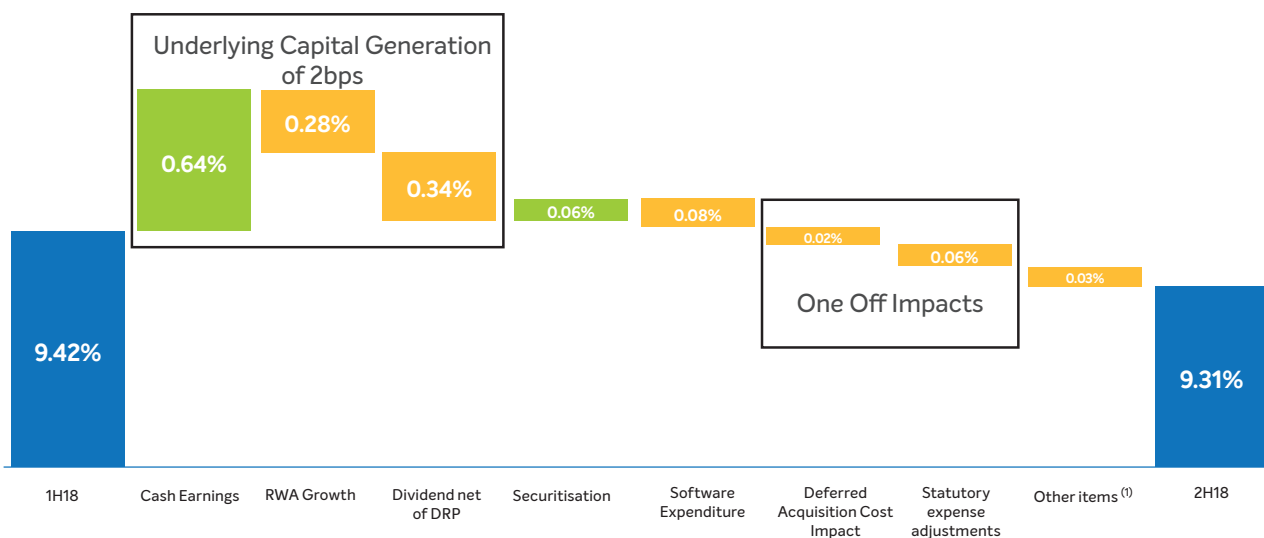 Underlying Capital Generation
of 2bps
0.64%
0.28%
0.34%
0.06%
0.08%
0.02%
0.06%
0.03%
One Off Impacts
9.42%
9.31%
1H18
Cash Earnings
RWA Growth
Dividend net
of DRP
Securitisation
Software
Expenditure
Deferred
Acquisition Cost
Impact
Statutory
expense
adjustments
Other items (1)
2H18